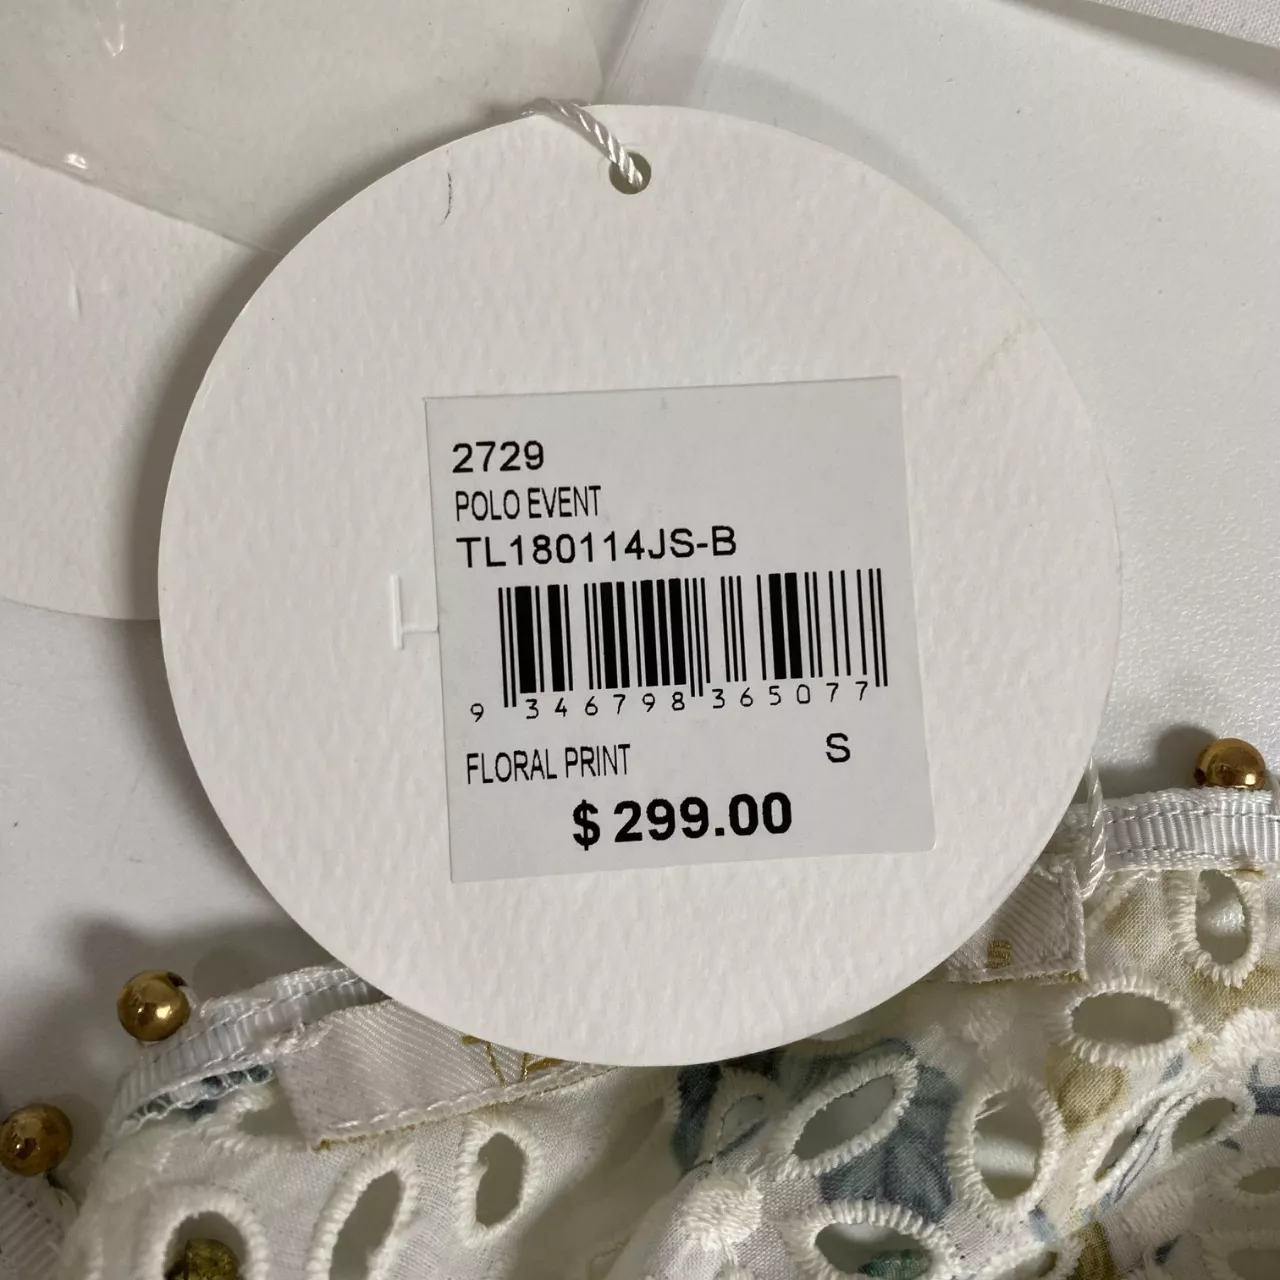 2729
POLO EVENT
TL180114JS-B
9 346798 365077
FLORAL PRINT S
$ 299.00